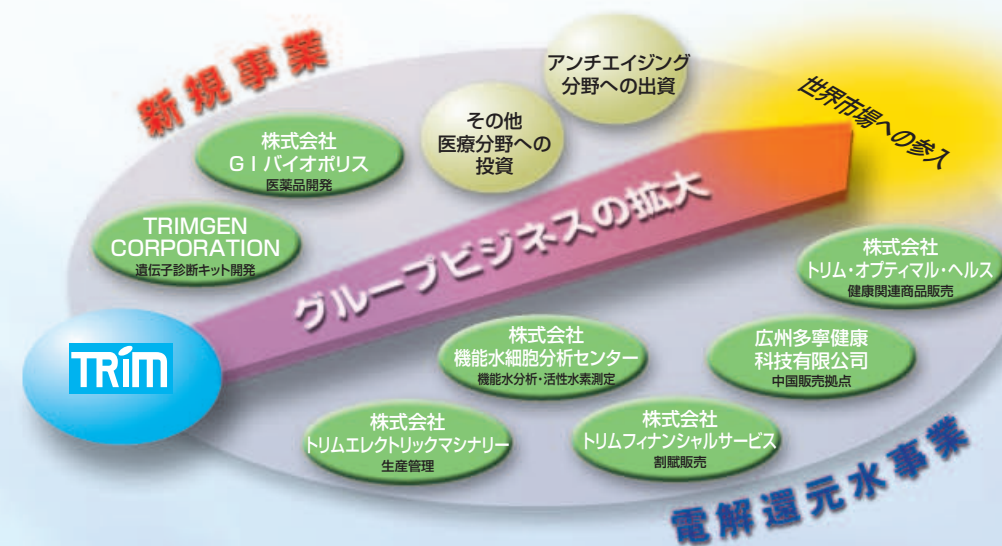 新規事業
アンチエイジング
分野への出資
世界市場への参入
その他
医療分野への
投資
株式会社
GIバイオポリス
医薬品開発
TRIMGEN
CORPORATION
遺伝子診断キット開発
グループビジネスの拡大
株式会社
トリム・オプティマル・ヘルス
健康関連商品販売
TRIM
株式会社
機能水細胞分析センター
機能水分析・活性水素測定
広州多寧健康
科技有限公司
中国販売拠点
株式会社
トリムエレクトリックマシナリー
生産管理
株式会社
トリムフィナンシャルサービス
割賦販売
電解還元水事業